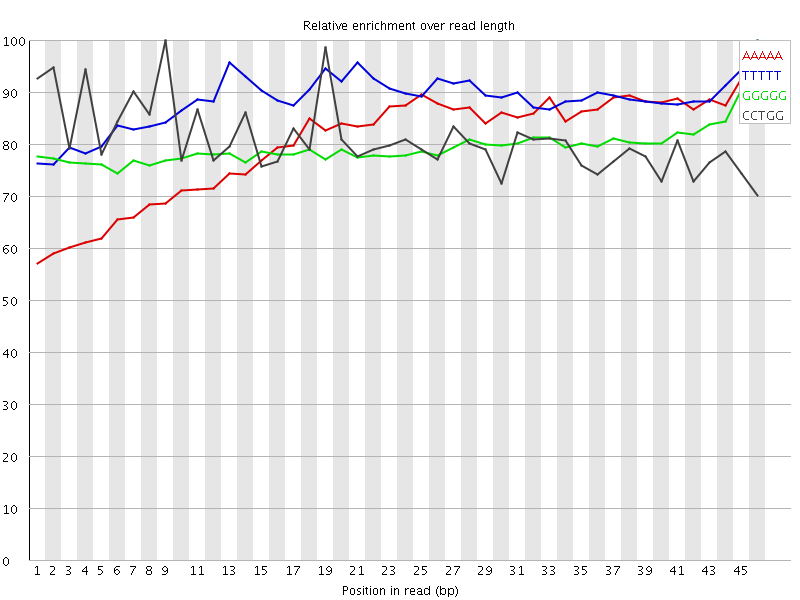 Relative enrichment over read length
100
90
80
70
60
50
40
30
20
10
0
AAAAA
TTTTT
GGGGG
CCTGG
1 2 3 4 5 6 7 8 9 11 13 15 17 19 21 23 25 27 29 31 33 35 37 39 41 43 45
Position in read (bp)